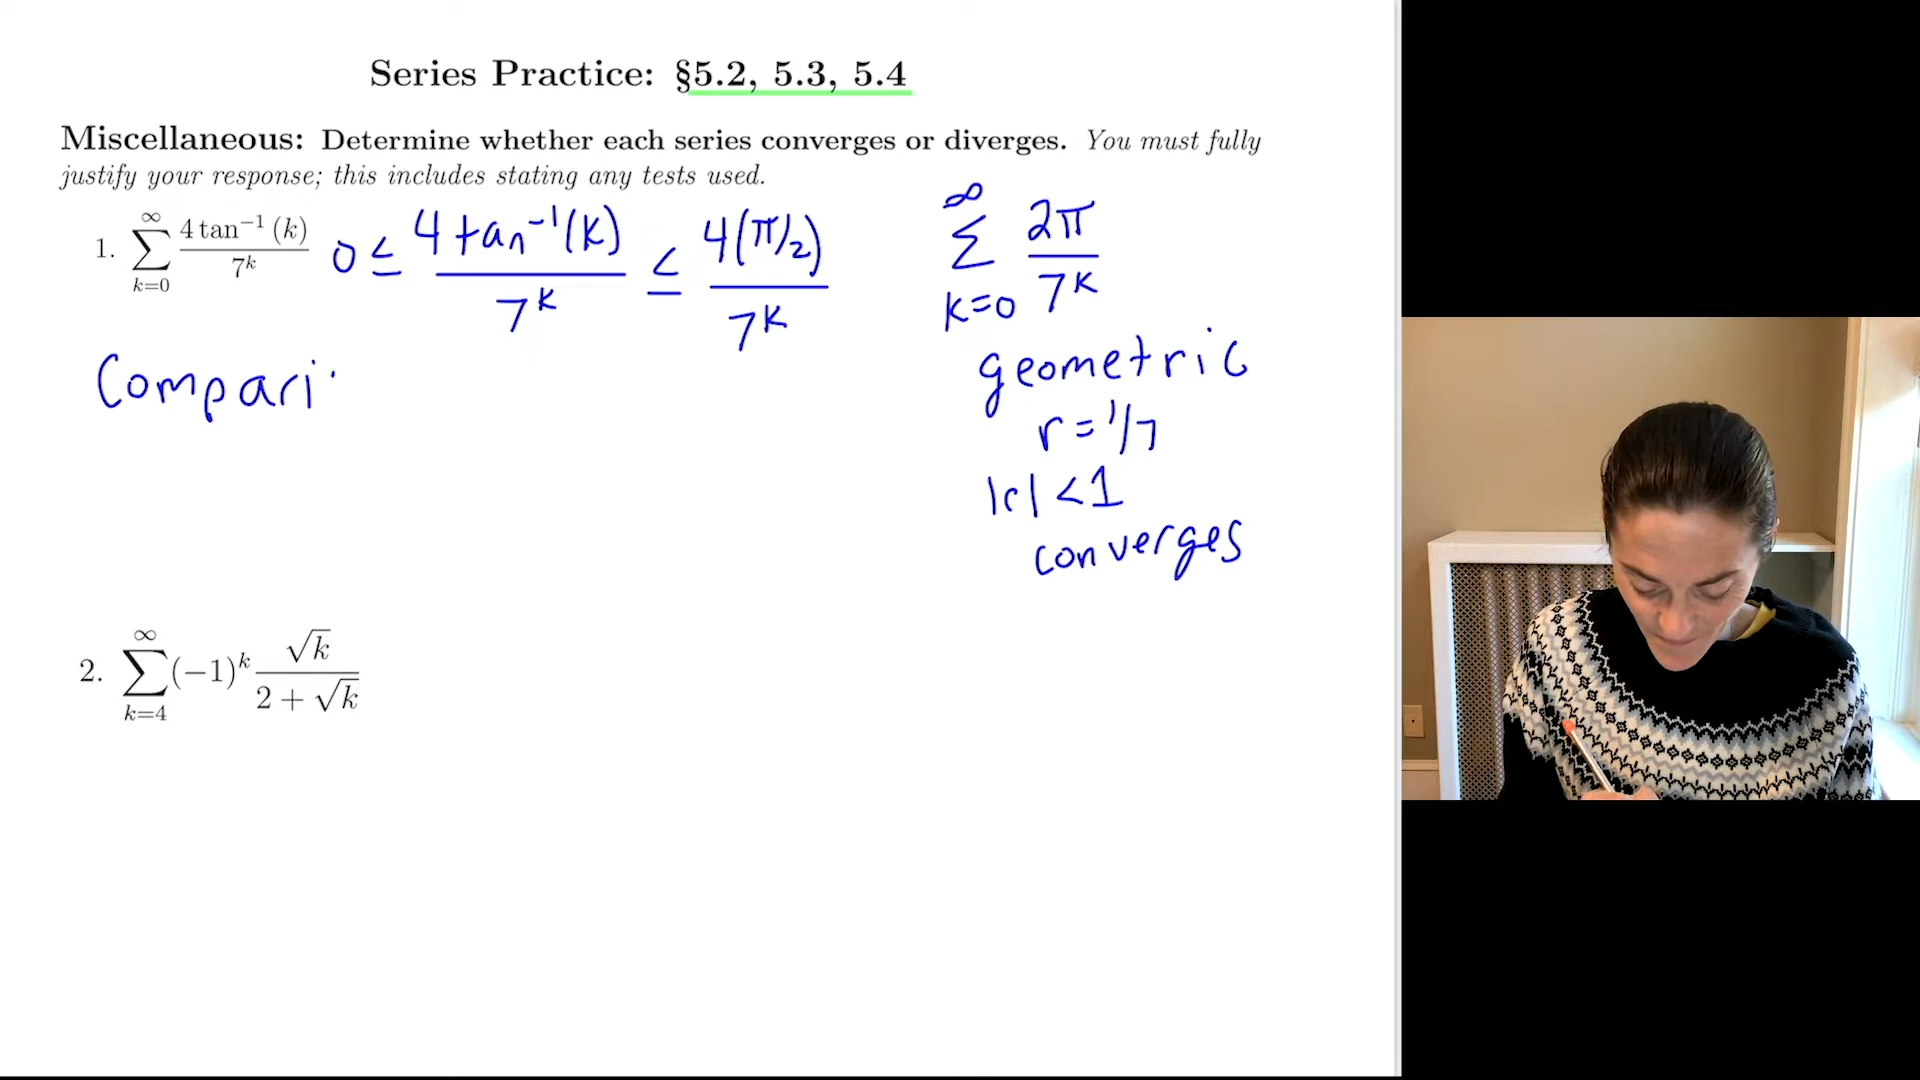 Series Practice: §5.2, 5.3, 5.4
Miscellaneous: Determine whether each series converges or diverges. You must fully
justify your response; this includes stating any tests used.
1. ∑_{k=0}^{∞} 4 tan⁻¹ (k) / 7^k
0 ≤ 4 tan⁻¹(k) / 7^k ≤ 4(π/2) / 7^k
∑_{k=0}^{∞} 2π / 7^k
geometric
r = 1/7
|r| < 1
converges
Compari
2. ∑_{k=4}^{∞} (−1)^k √k / (2 + √k)